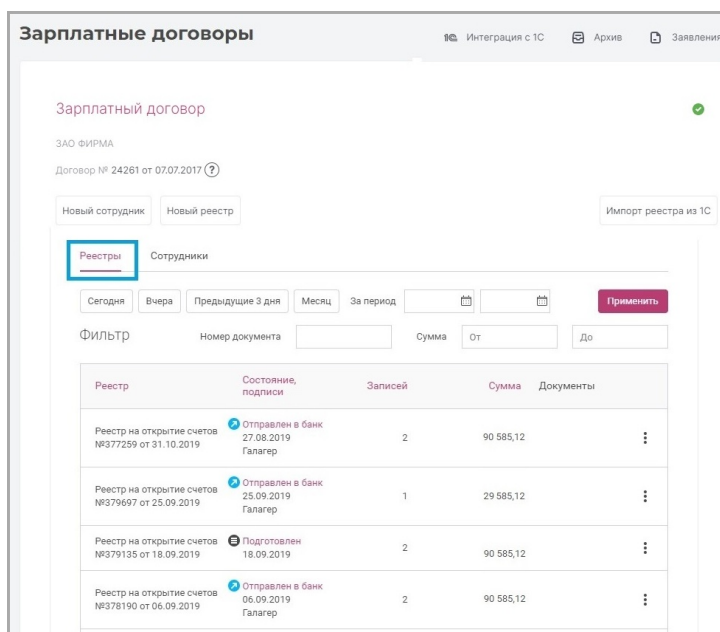 Зарплатные договоры
1С Интеграция с 1С Архив Заявления
Зарплатный договор
ЗАО ФИРМА
Договор № 24261 от 07.07.2017 ?
Новый сотрудник Новый реестр Импорт реестра из 1С
Реестры Сотрудники
Сегодня Вчера Предыдущие 3 дня Месяц За период Применить
Фильтр Номер документа Сумма От До
Реестр Состояние, подписи Записей Сумма Документы
Реестр на открытие счетов Отправлен в банк
№377259 от 31.10.2019 27.08.2019 2 90 585,12
Галагер
Реестр на открытие счетов Отправлен в банк
№379697 от 25.09.2019 25.09.2019 1 29 585,12
Галагер
Реестр на открытие счетов Подготовлен
№379135 от 18.09.2019 18.09.2019 2 90 585,12
Реестр на открытие счетов Отправлен в банк
№378190 от 06.09.2019 06.09.2019 2 90 585,12
Галагер